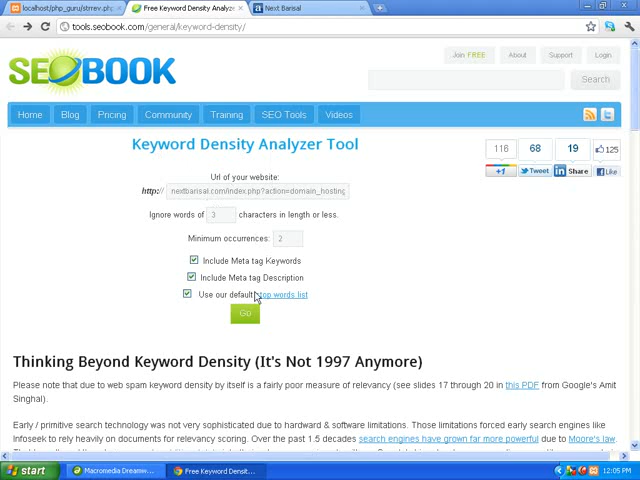 localhost/php_guru/strrev.php
Free Keyword Density Analyze
Next Barisal
tools.seobook.com/general/keyword-density/
Join FREE
About
Support
Login
SEOBOOK
Search
Home
Blog
Pricing
Community
Training
SEO Tools
Videos
Keyword Density Analyzer Tool
116
68
19
125
+1
Tweet
Share
Like
Url of your website:
http:// nextbarisal.com/index.php?action=domain_hosting
Ignore words of 3 characters in length or less.
Minimum occurrences: 2
Include Meta tag Keywords
Include Meta tag Description
Use our default stop words list
Go
Thinking Beyond Keyword Density (It's Not 1997 Anymore)
Please note that due to web spam keyword density by itself is a fairly poor measure of relevancy (see slides 17 through 20 in this PDF from Google's Amit
Singhal).
Early / primitive search technology was not very sophisticated due to hardware & software limitations. Those limitations forced early search engines like
Infoseek to rely heavily on documents for relevancy scoring. Over the past 1.5 decades search engines have grown far more powerful due to Moore's law.
start
Macromedia Dreamw...
Free Keyword Densit...
12:05 PM